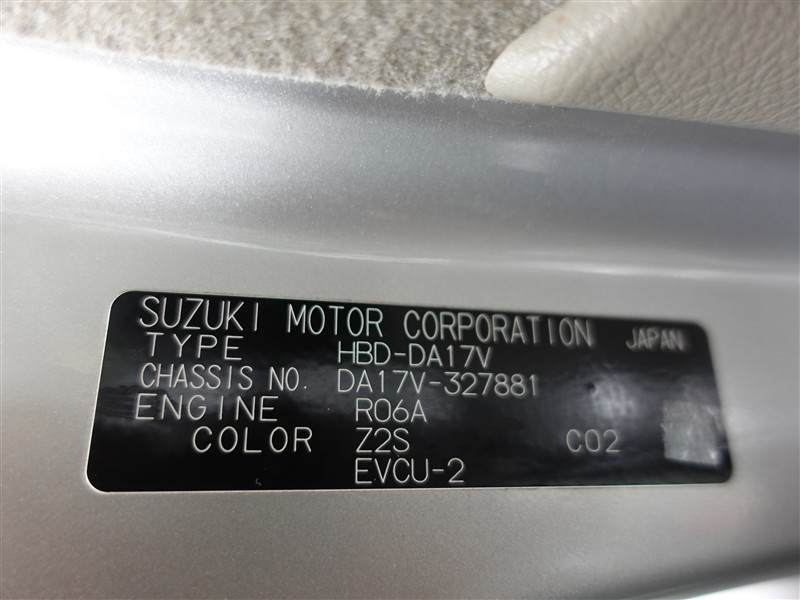 SUZUKI MOTOR CORPORATION JAPAN
TYPE HBD-DA17V
CHASSIS NO. DA17V-327881
ENGINE R06A
COLOR Z2S C02
EVCU-2